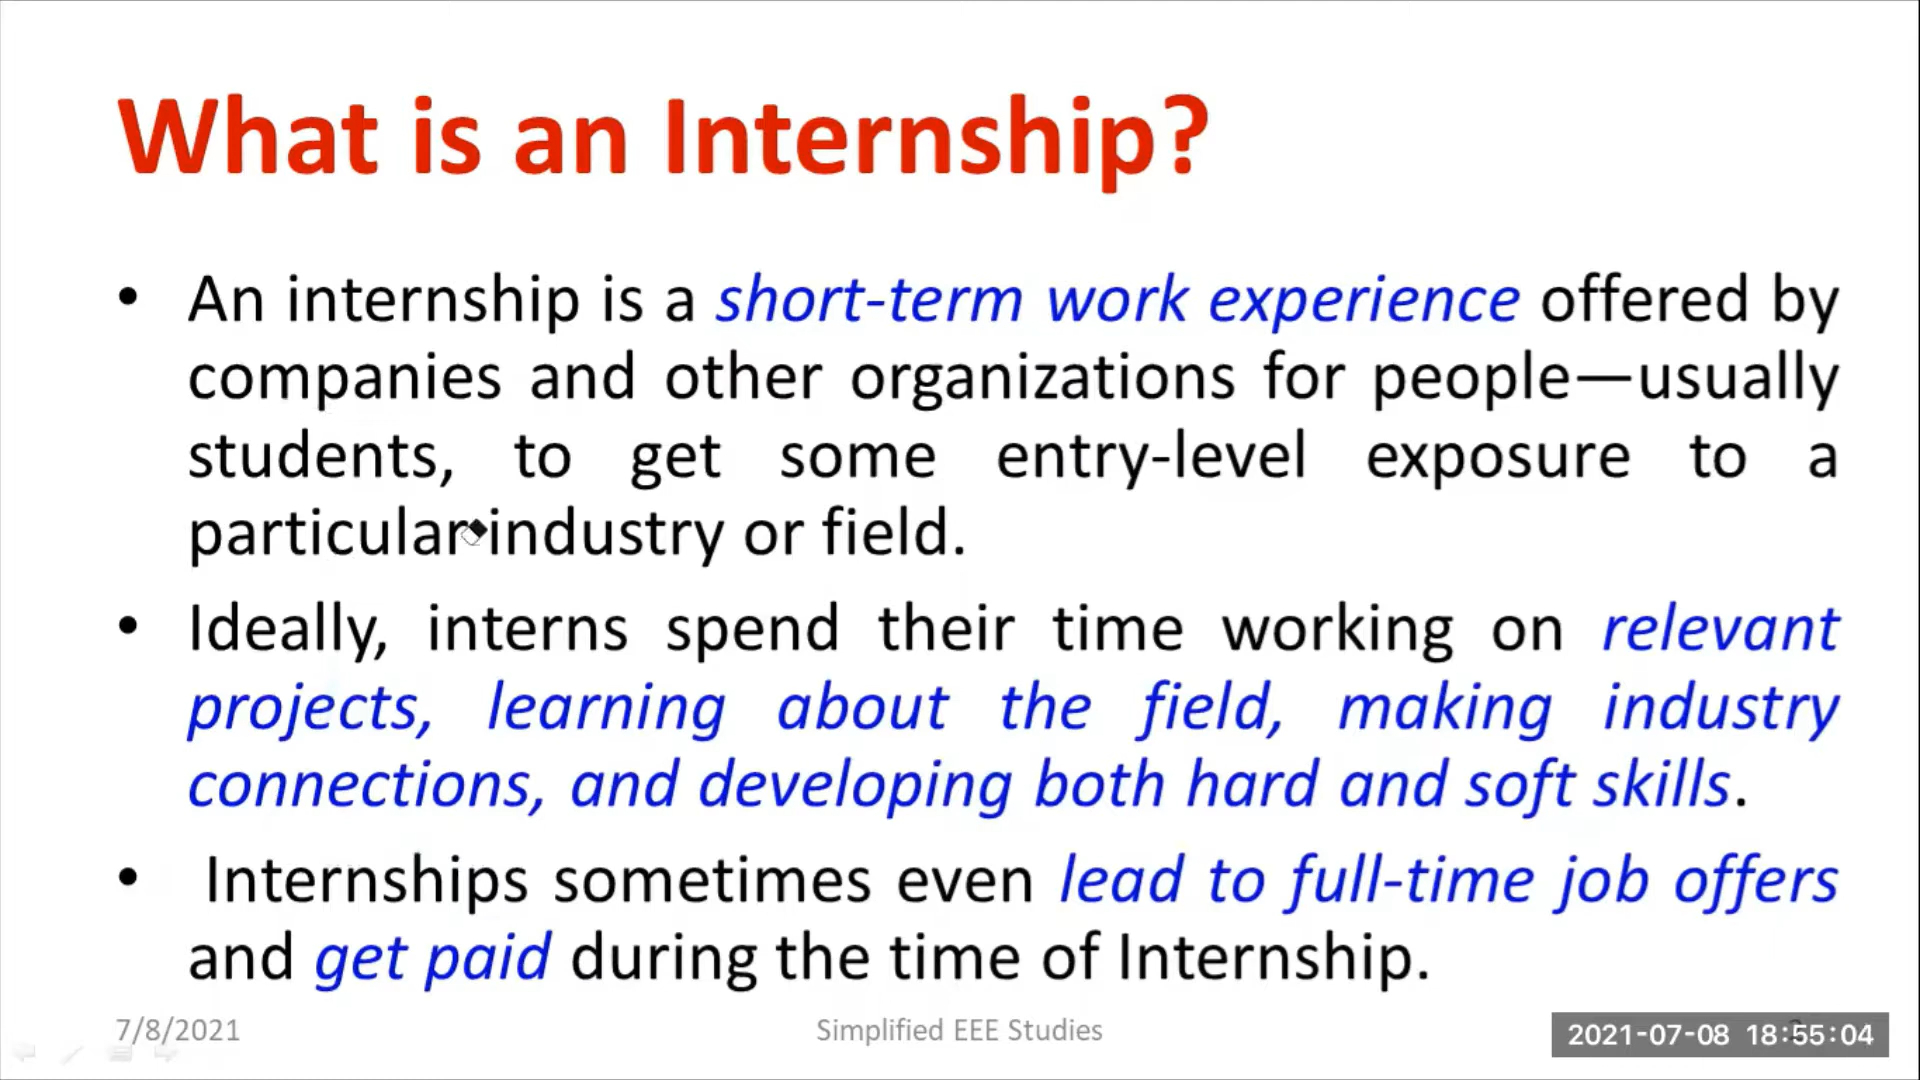 What is an Internship?
• An internship is a short-term work experience offered by
companies and other organizations for people—usually
students, to get some entry-level exposure to a
particular industry or field.
• Ideally, interns spend their time working on relevant
projects, learning about the field, making industry
connections, and developing both hard and soft skills.
• Internships sometimes even lead to full-time job offers
and get paid during the time of Internship.
7/8/2021
Simplified EEE Studies
2021-07-08 18:55:04